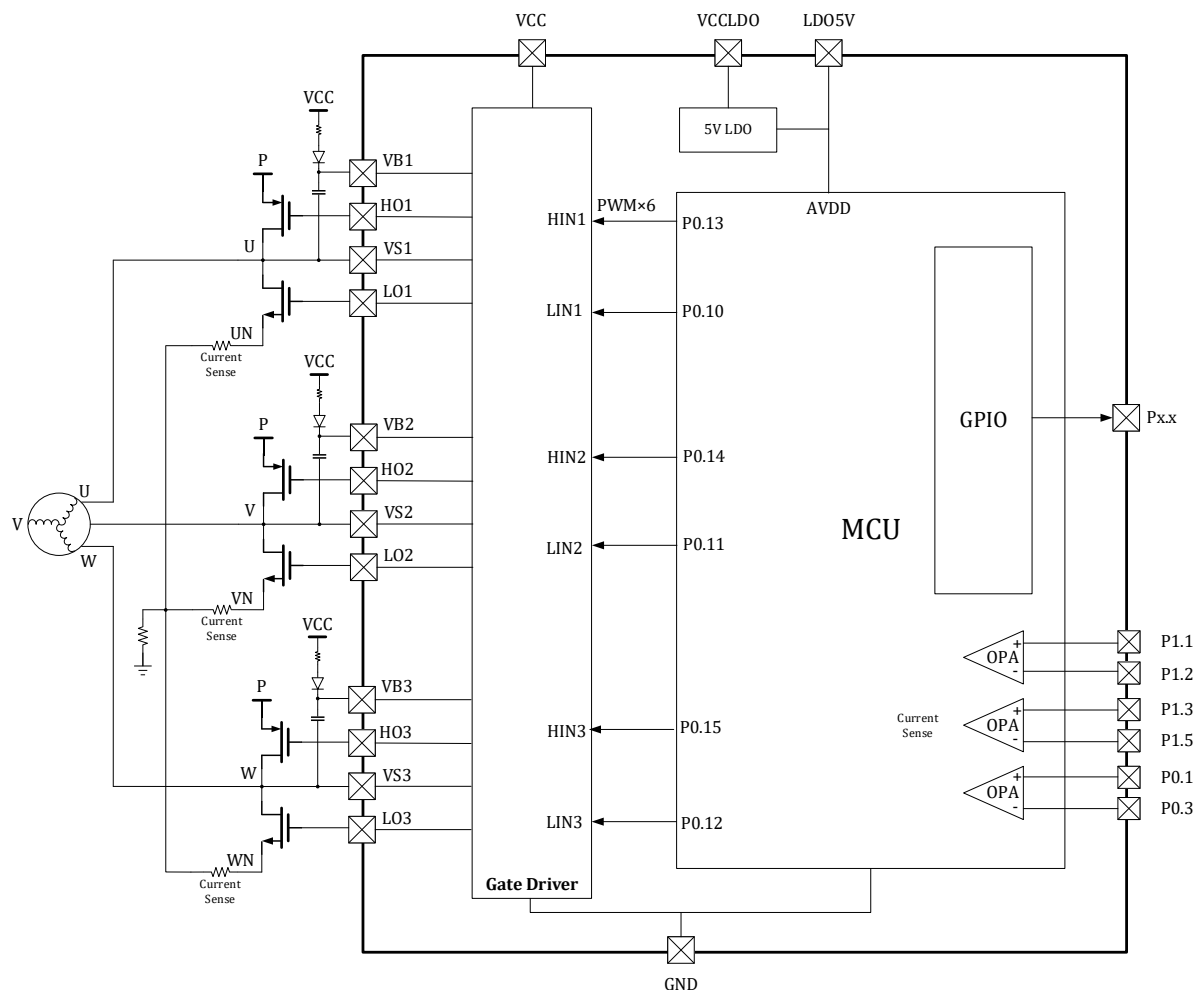 VCC
VCCLDO
LDO5V
VCC
5V LDO
P
VB1
HO1
AVDD
PWM×6
HIN1
P0.13
U
VS1
LO1
LIN1
P0.10
UN
Current
Sense
VCC
GPIO
Px.x
P
VB2
HO2
HIN2
P0.14
U
V
V
VS2
MCU
W
LO2
LIN2
P0.11
VN
Current
Sense
VCC
P1.1
+
OPA
-
P1.2
P
VB3
HO3
HIN3
P0.15
Current
Sense
P1.3
+
OPA
-
P1.5
W
VS3
P0.1
+
OPA
-
P0.3
LO3
LIN3
P0.12
WN
Current
Sense
Gate Driver
GND